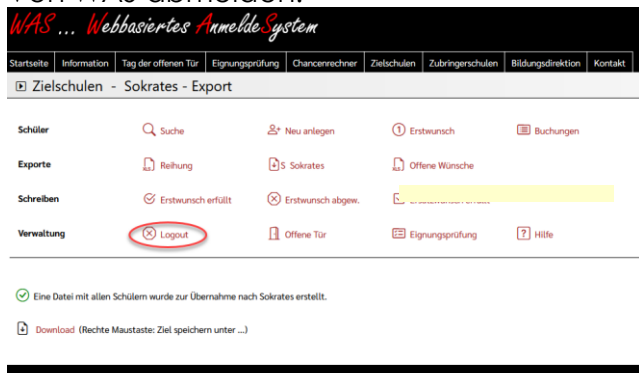 von WAS abmelden.
WAS ... Webbasiertes AnmeldeSystem
Startseite Information Tag der offenen Tür Eignungsprüfung Chancenrechner Zielschulen Zubringerschulen Bildungsdirektion Kontakt
Zielschulen - Sokrates - Export
Schüler Suche Neu anlegen Erstwunsch Buchungen
Exporte Reihung S Sokrates Offene Wünsche
Schreiben Erstwunsch erfüllt Erstwunsch abgew.
Verwaltung Logout Offene Tür Eignungsprüfung Hilfe
Eine Datei mit allen Schülern wurde zur Übernahme nach Sokrates erstellt.
Download (Rechte Maustaste: Ziel speichern unter ...)